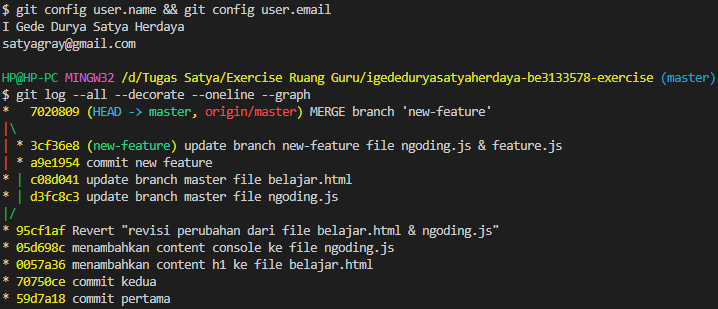 $ git config user.name && git config user.email
I Gede Durya Satya Herdaya
satyagray@gmail.com
HP@HP-PC MINGW32 /d/Tugas Satya/Exercise Ruang Guru/igededuryasatyaherdaya-be3133578-exercise (master)
$ git log --all --decorate --oneline --graph
*   7020809 (HEAD -> master, origin/master) MERGE branch 'new-feature'
|\
| * 3cf36e8 (new-feature) update branch new-feature file ngoding.js & feature.js
| * a9e1954 commit new feature
* | c08d041 update branch master file belajar.html
* | d3fc8c3 update branch master file ngoding.js
|/
* 95cf1af Revert "revisi perubahan dari file belajar.html & ngoding.js"
* 05d698c menambahkan content console ke file ngoding.js
* 0057a36 menambahkan content h1 ke file belajar.html
* 70750ce commit kedua
* 59d7a18 commit pertama